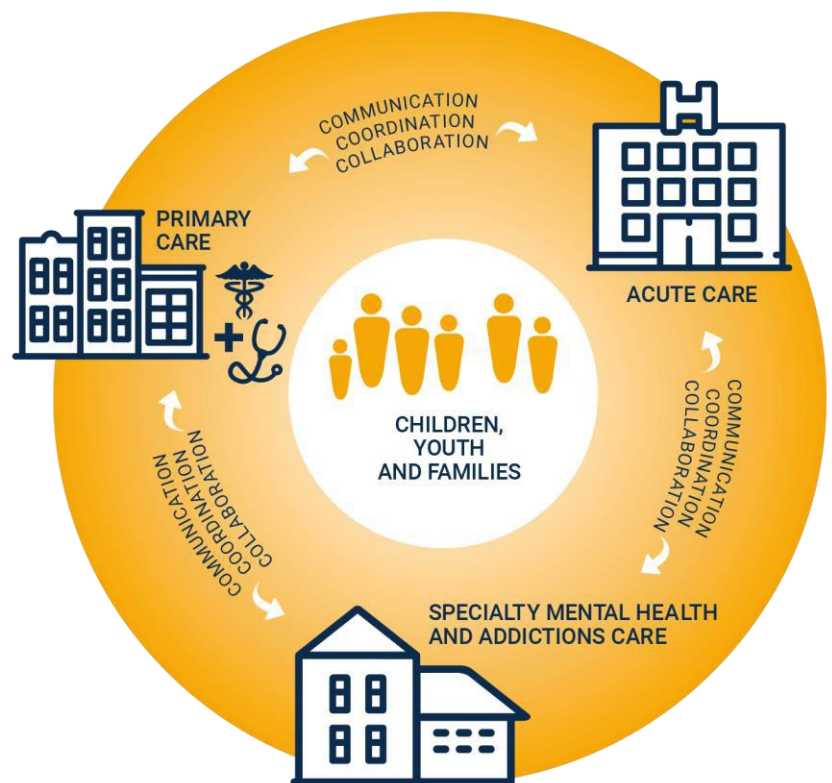 COMMUNICATION
COORDINATION
COLLABORATION
H
PRIMARY
CARE
ACUTE CARE
CHILDREN,
YOUTH
AND FAMILIES
COMMUNICATION
COORDINATION
COLLABORATION
COMMUNICATION
COORDINATION
COLLABORATION
SPECIALTY MENTAL HEALTH
AND ADDICTIONS CARE